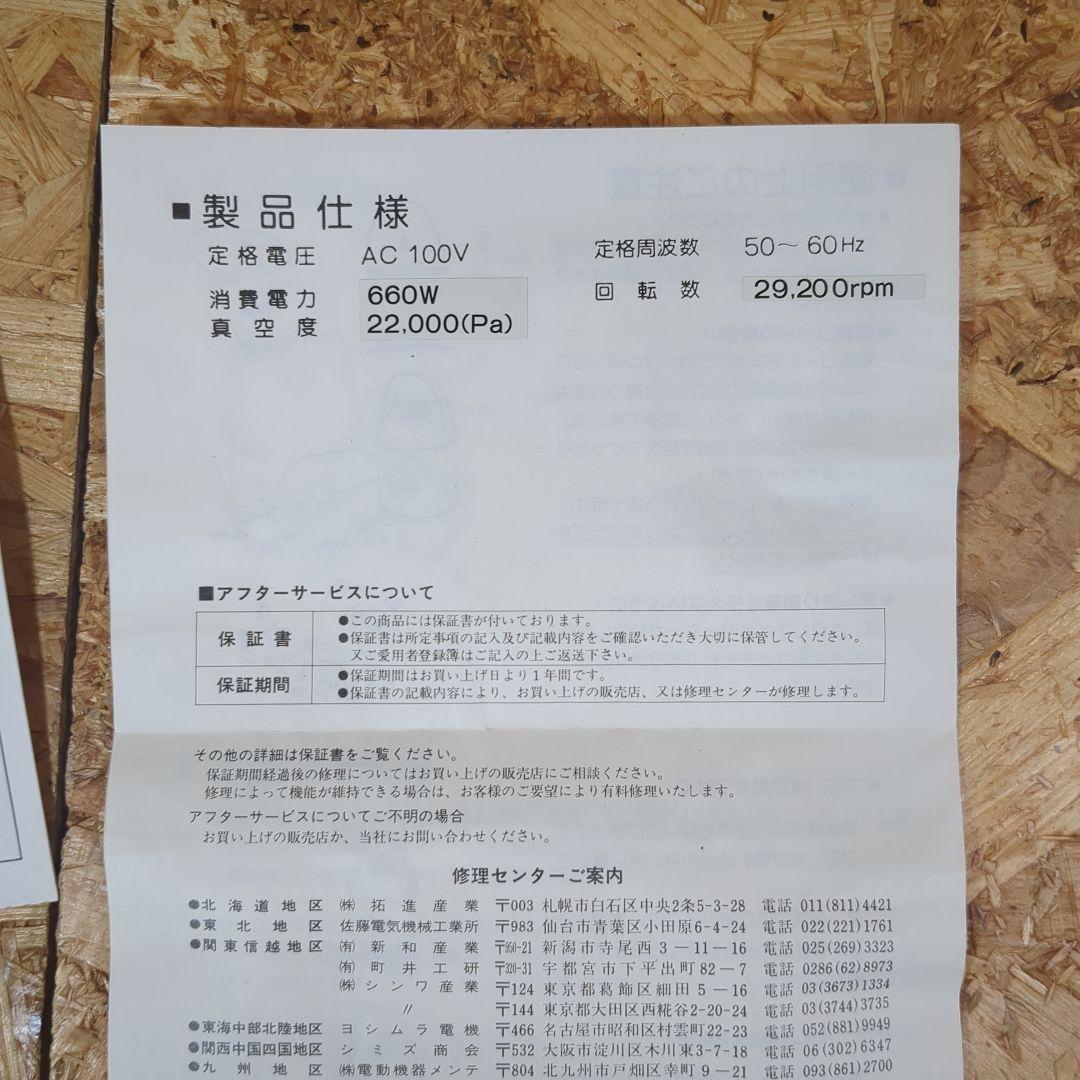 ■製品仕様
定格電圧 AC 100V 定格周波数 50～60Hz
消費電力 660W 回転数 29,200rpm
真空度 22,000(Pa)
■アフターサービスについて
保証書
●この商品には保証書が付いております。
●保証書は所定事項の記入及び記載内容をご確認いただき大切に保管してください。
又ご愛用者登録簿はご記入の上ご返送下さい。
保証期間
●保証期間はお買い上げ日より1年間です。
●保証書の記載内容により、お買い上げの販売店、又は修理センターが修理します。
その他の詳細は保証書をご覧ください。
保証期間経過後の修理についてはお買い上げの販売店にご相談ください。
修理によって機能が維持できる場合は、お客様のご要望により有料修理いたします。
アフターサービスについてご不明の場合
お買い上げの販売店か、当社にお問い合わせください。
修理センターご案内
●北海道地区 ㈱拓進産業 〒003 札幌市白石区中央2条5-3-28 電話 011(811)4421
●東北地区 佐藤電気機械工業所 〒983 仙台市青葉区小田原6-4-24 電話 022(221)1761
●関東信越地区 ㈲新和産業 〒950-21 新潟市寺尾西3-11-16 電話 025(269)3323
㈲町井工研 〒320-31 宇都宮市下平出町82-7 電話 0286(62)8973
㈱シンワ産業 〒124 東京都葛飾区細田5-16 電話 03(3673)1334
〃 〒144 東京都大田区西糀谷2-20-24 電話 03(3744)3735
●東海中部北陸地区 ヨシムラ電機 〒466 名古屋市昭和区村雲町22-23 電話 052(881)9949
●関西中国四国地区 シミズ商会 〒532 大阪市淀川区木川東3-7-18 電話 06(302)6347
●九州地区 ㈱電動機器メンテ 〒804 北九州市戸畑区幸町9-21 電話 093(861)2700